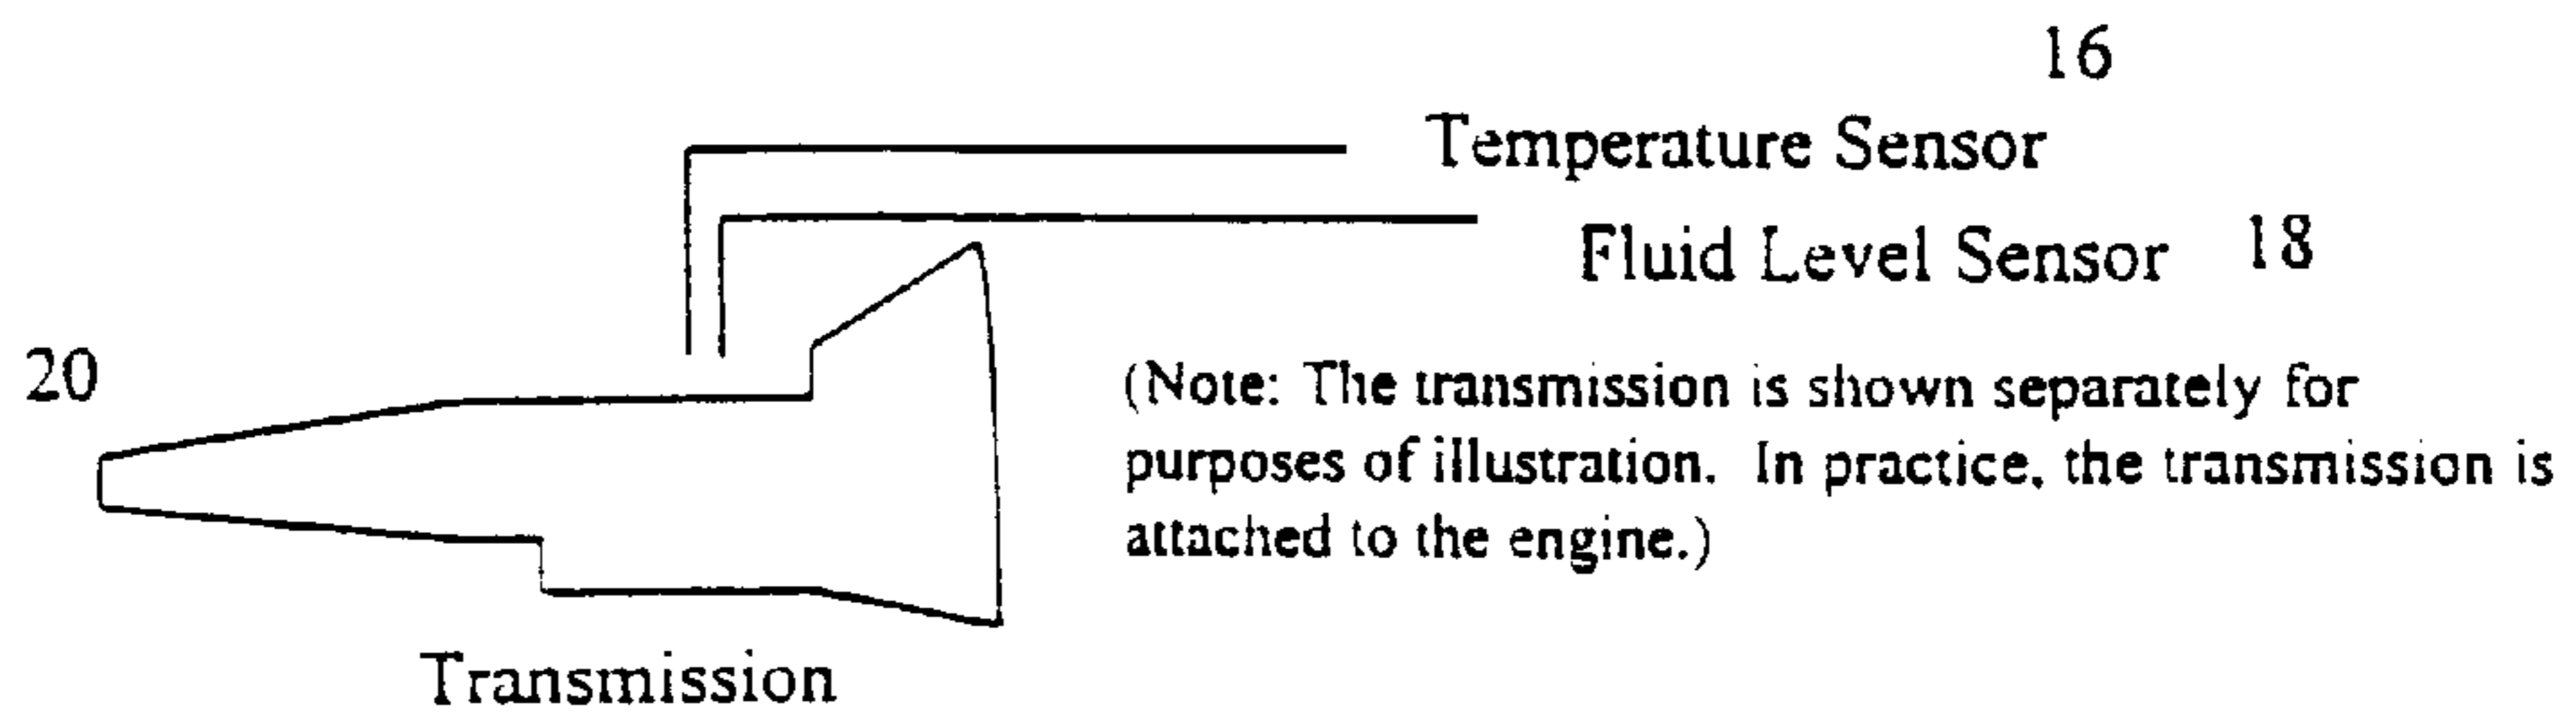 16
Temperature Sensor
Fluid Level Sensor 18
20
(Note: The transmission is shown separately for
purposes of illustration. In practice, the transmission is
attached to the engine.)
Transmission